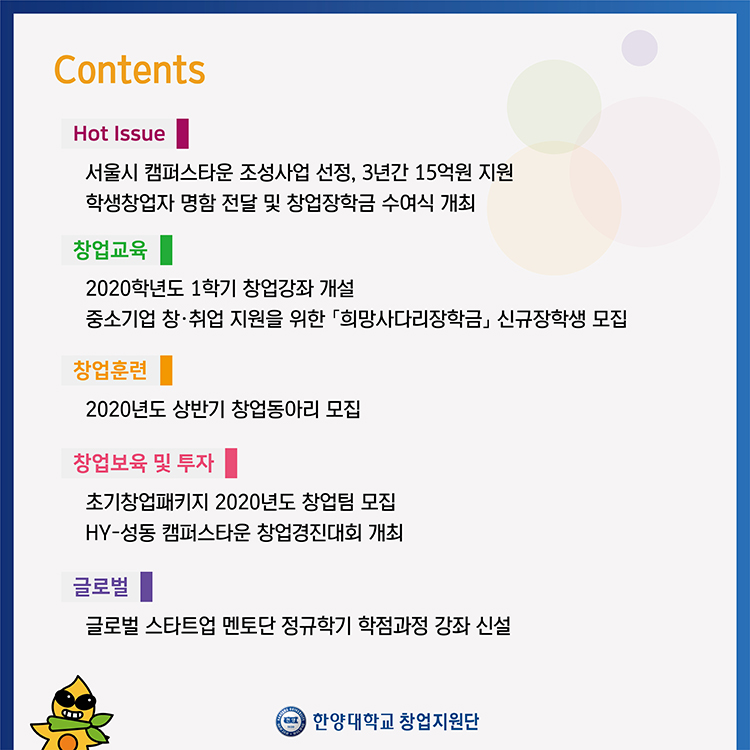 Contents
Hot Issue
서울시 캠퍼스타운 조성사업 선정, 3년간 15억원 지원
학생창업자 명함 전달 및 창업장학금 수여식 개최
창업교육
2020학년도 1학기 창업강좌 개설
중소기업 창·취업 지원을 위한 「희망사다리장학금」 신규장학생 모집
창업훈련
2020년도 상반기 창업동아리 모집
창업보육 및 투자
초기창업패키지 2020년도 창업팀 모집
HY-성동 캠퍼스타운 창업경진대회 개최
글로벌
글로벌 스타트업 멘토단 정규학기 학점과정 강좌 신설
한양대학교 창업지원단